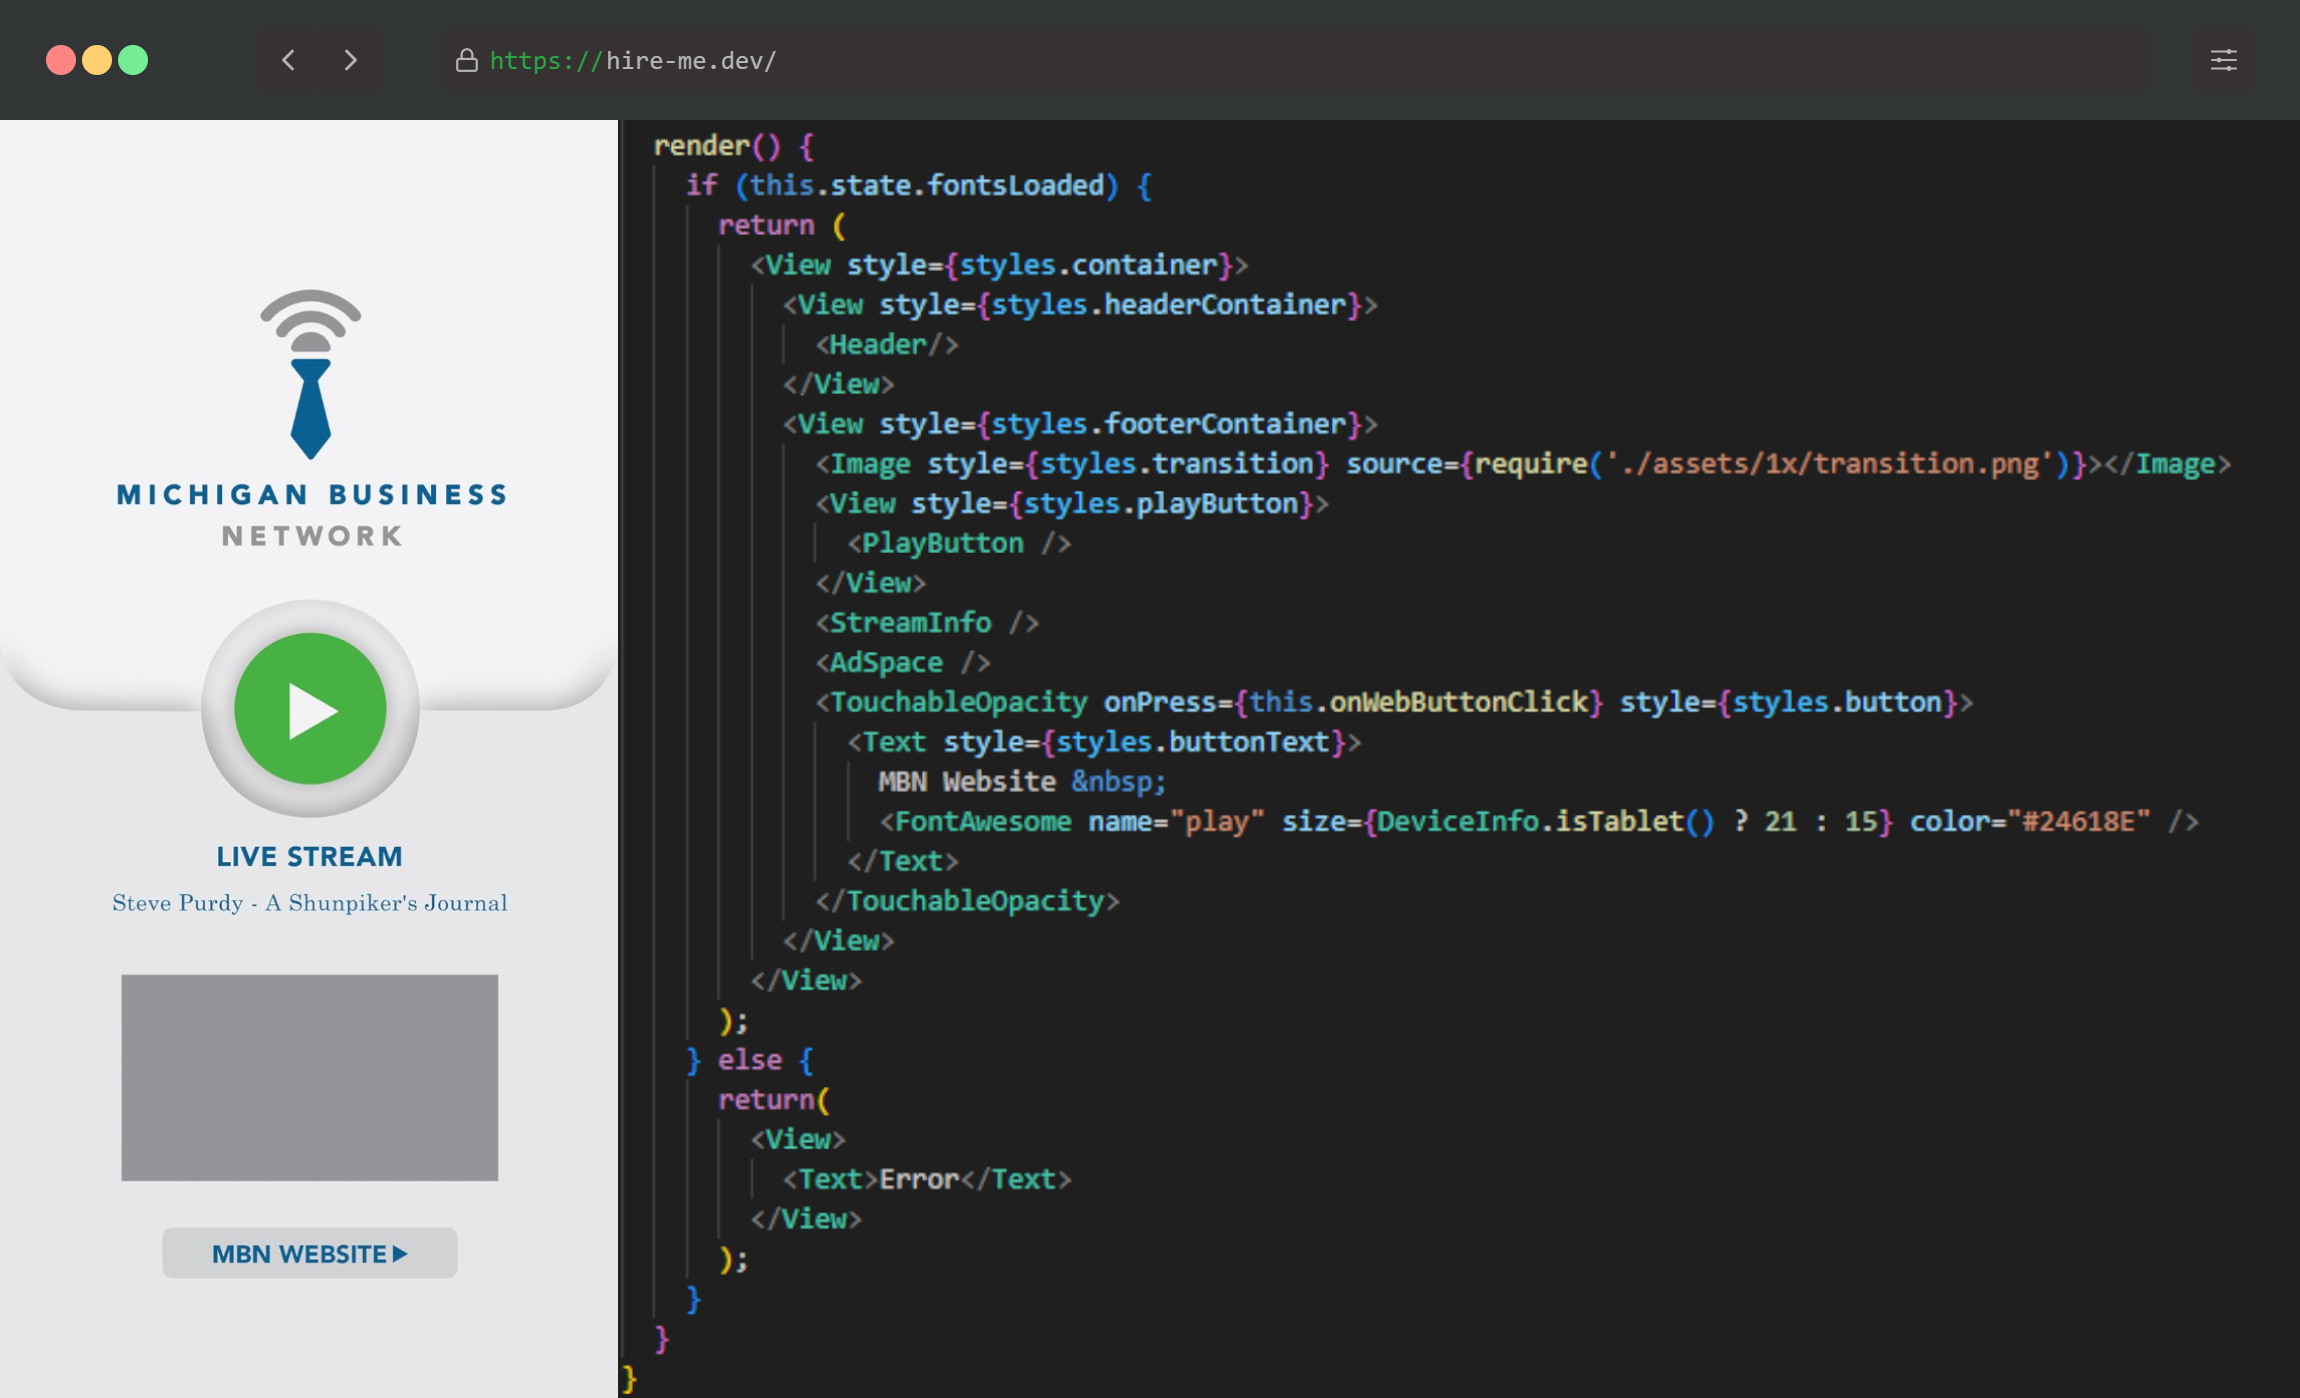 https://hire-me.dev/
MICHIGAN BUSINESS
NETWORK
LIVE STREAM
Steve Purdy - A Shunpiker's Journal
MBN WEBSITE
render() {
if (this.state.fontsLoaded) {
return (
<View style={styles.container}>
<View style={styles.headerContainer}>
<Header/>
</View>
<View style={styles.footerContainer}>
<Image style={styles.transition} source={require('./assets/1x/transition.png')}></Image>
<View style={styles.playButton}>
<PlayButton />
</View>
<StreamInfo />
<AdSpace />
<TouchableOpacity onPress={this.onWebButtonClick} style={styles.button}>
<Text style={styles.buttonText}>
MBN Website &nbsp;
<FontAwesome name="play" size={DeviceInfo.isTablet() ? 21 : 15} color="#24618E" />
</Text>
</TouchableOpacity>
</View>
</View>
);
} else {
return(
<View>
<Text>Error</Text>
</View>
);
}
}
}